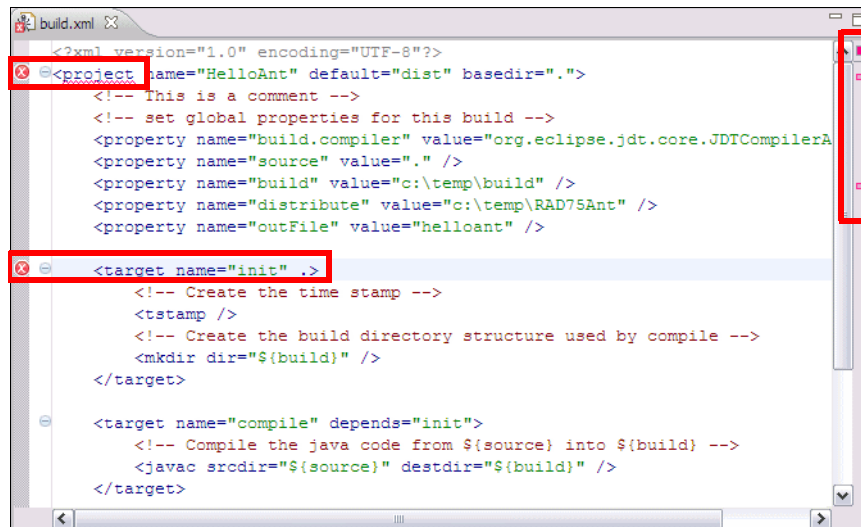 build.xml
<?xml version="1.0" encoding="UTF-8"?>
<project name="HelloAnt" default="dist" basedir=".">
<!-- This is a comment -->
<!-- set global properties for this build -->
<property name="build.compiler" value="org.eclipse.jdt.core.JDTCompilerA
<property name="source" value="." />
<property name="build" value="c:\temp\build" />
<property name="distribute" value="c:\temp\RAD75Ant" />
<property name="outFile" value="helloant" />
<target name="init" .>
<!-- Create the time stamp -->
<tstamp />
<!-- Create the build directory structure used by compile -->
<mkdir dir="${build}" />
</target>
<target name="compile" depends="init">
<!-- Compile the java code from ${source} into ${build} -->
<javac srcdir="${source}" destdir="${build}" />
</target>